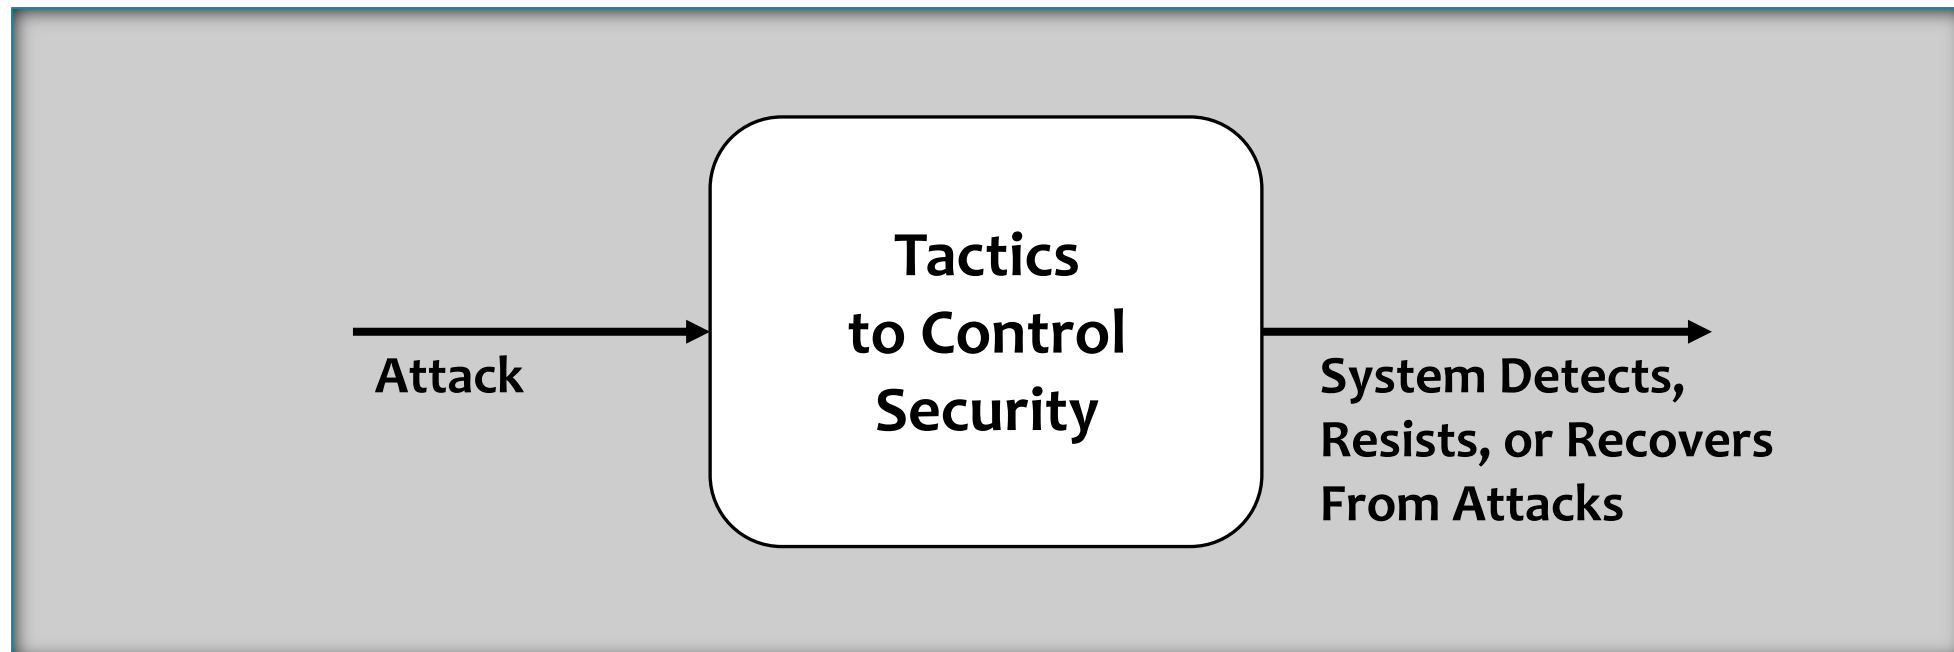 Attack
Tactics
to Control
Security
System Detects,
Resists, or Recovers
From Attacks